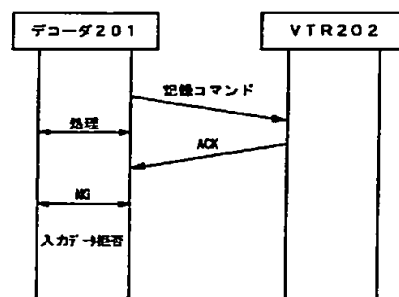 デコーダ201
VTR202
記録コマンド
処理
ACK
NG
入力データ拒否